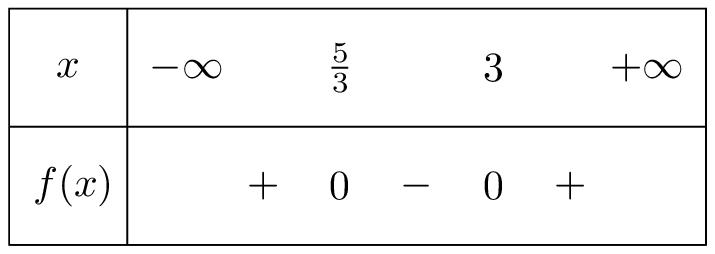 x −∞ 5/3 3 +∞
f(x) + 0 − 0 +